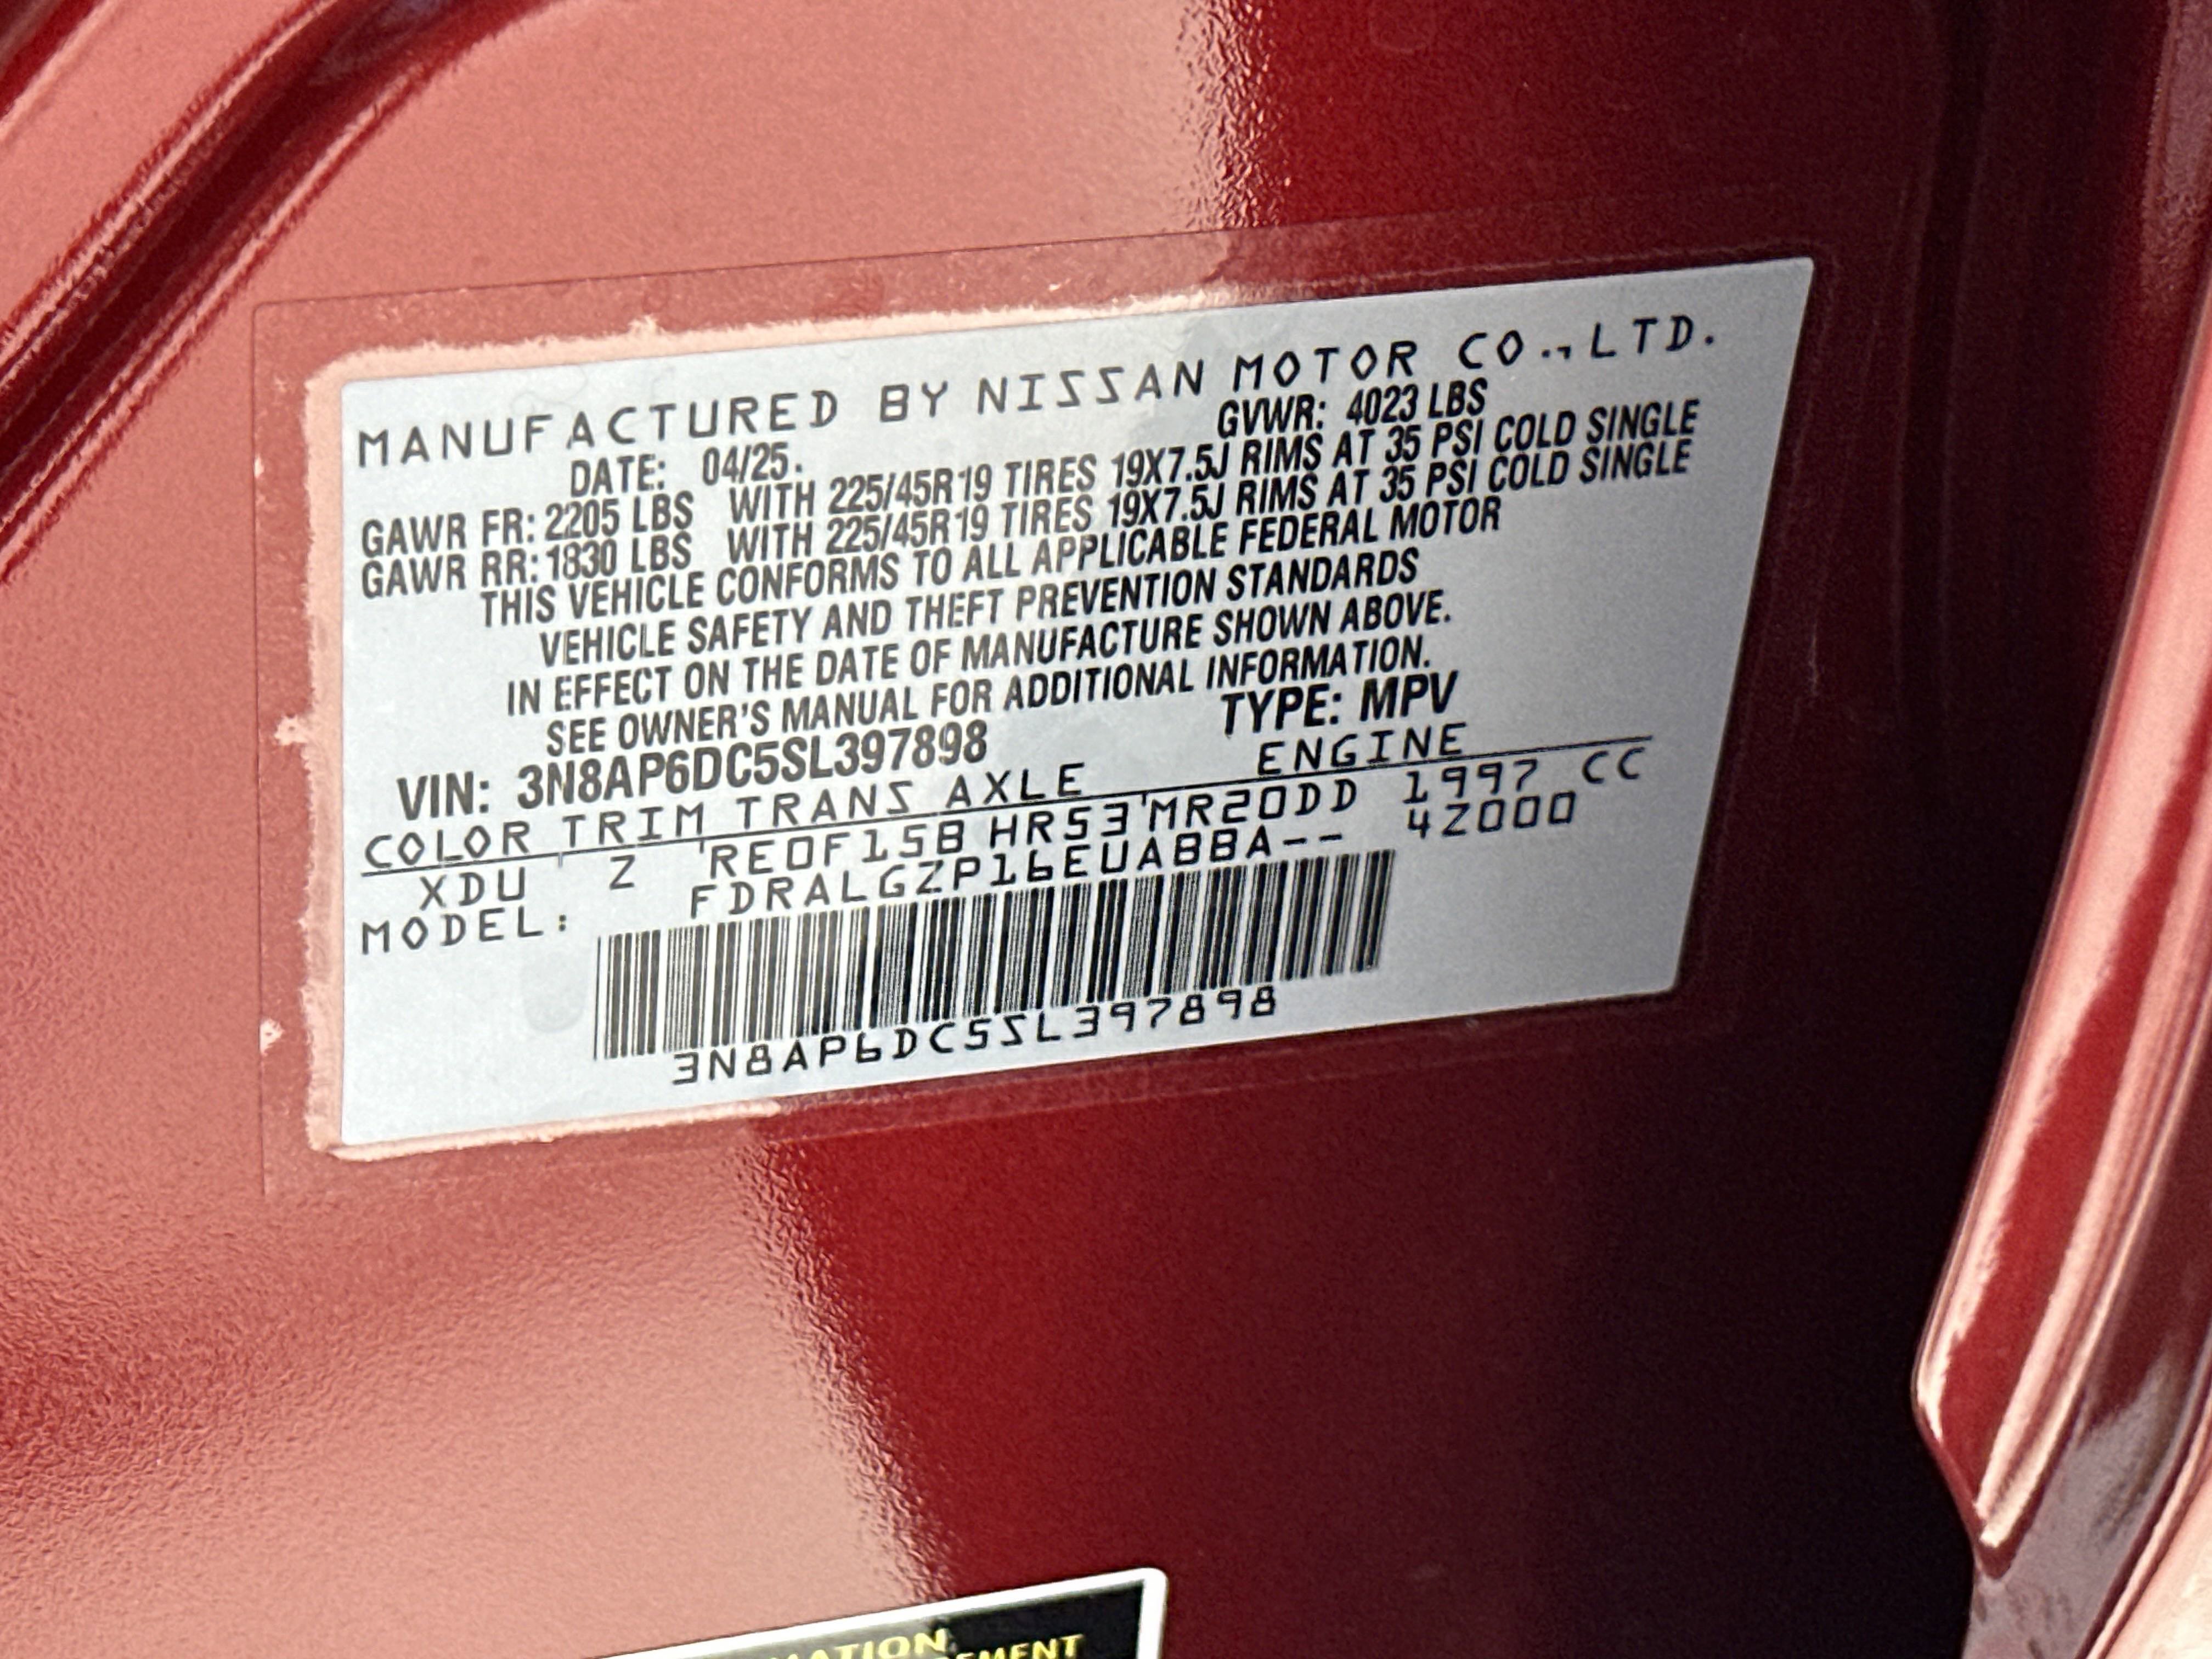 MANUFACTURED BY NISSAN MOTOR CO.,LTD.
DATE: 04/25. GVWR: 4023 LBS
GAWR FR: 2205 LBS WITH 225/45R19 TIRES 19X7.5J RIMS AT 35 PSI COLD SINGLE
GAWR RR: 1830 LBS WITH 225/45R19 TIRES 19X7.5J RIMS AT 35 PSI COLD SINGLE
THIS VEHICLE CONFORMS TO ALL APPLICABLE FEDERAL MOTOR
VEHICLE SAFETY AND THEFT PREVENTION STANDARDS
IN EFFECT ON THE DATE OF MANUFACTURE SHOWN ABOVE.
SEE OWNER'S MANUAL FOR ADDITIONAL INFORMATION.
VIN: 3N8AP6DC5SL397898 TYPE: MPV
COLOR TRIM TRANS AXLE ENGINE
XDU Z RE0F15B HR53 MR20DD 1997 CC
MODEL: FDRALGZP16EUABBA-- 4Z000
3N8AP6DC5SL397898